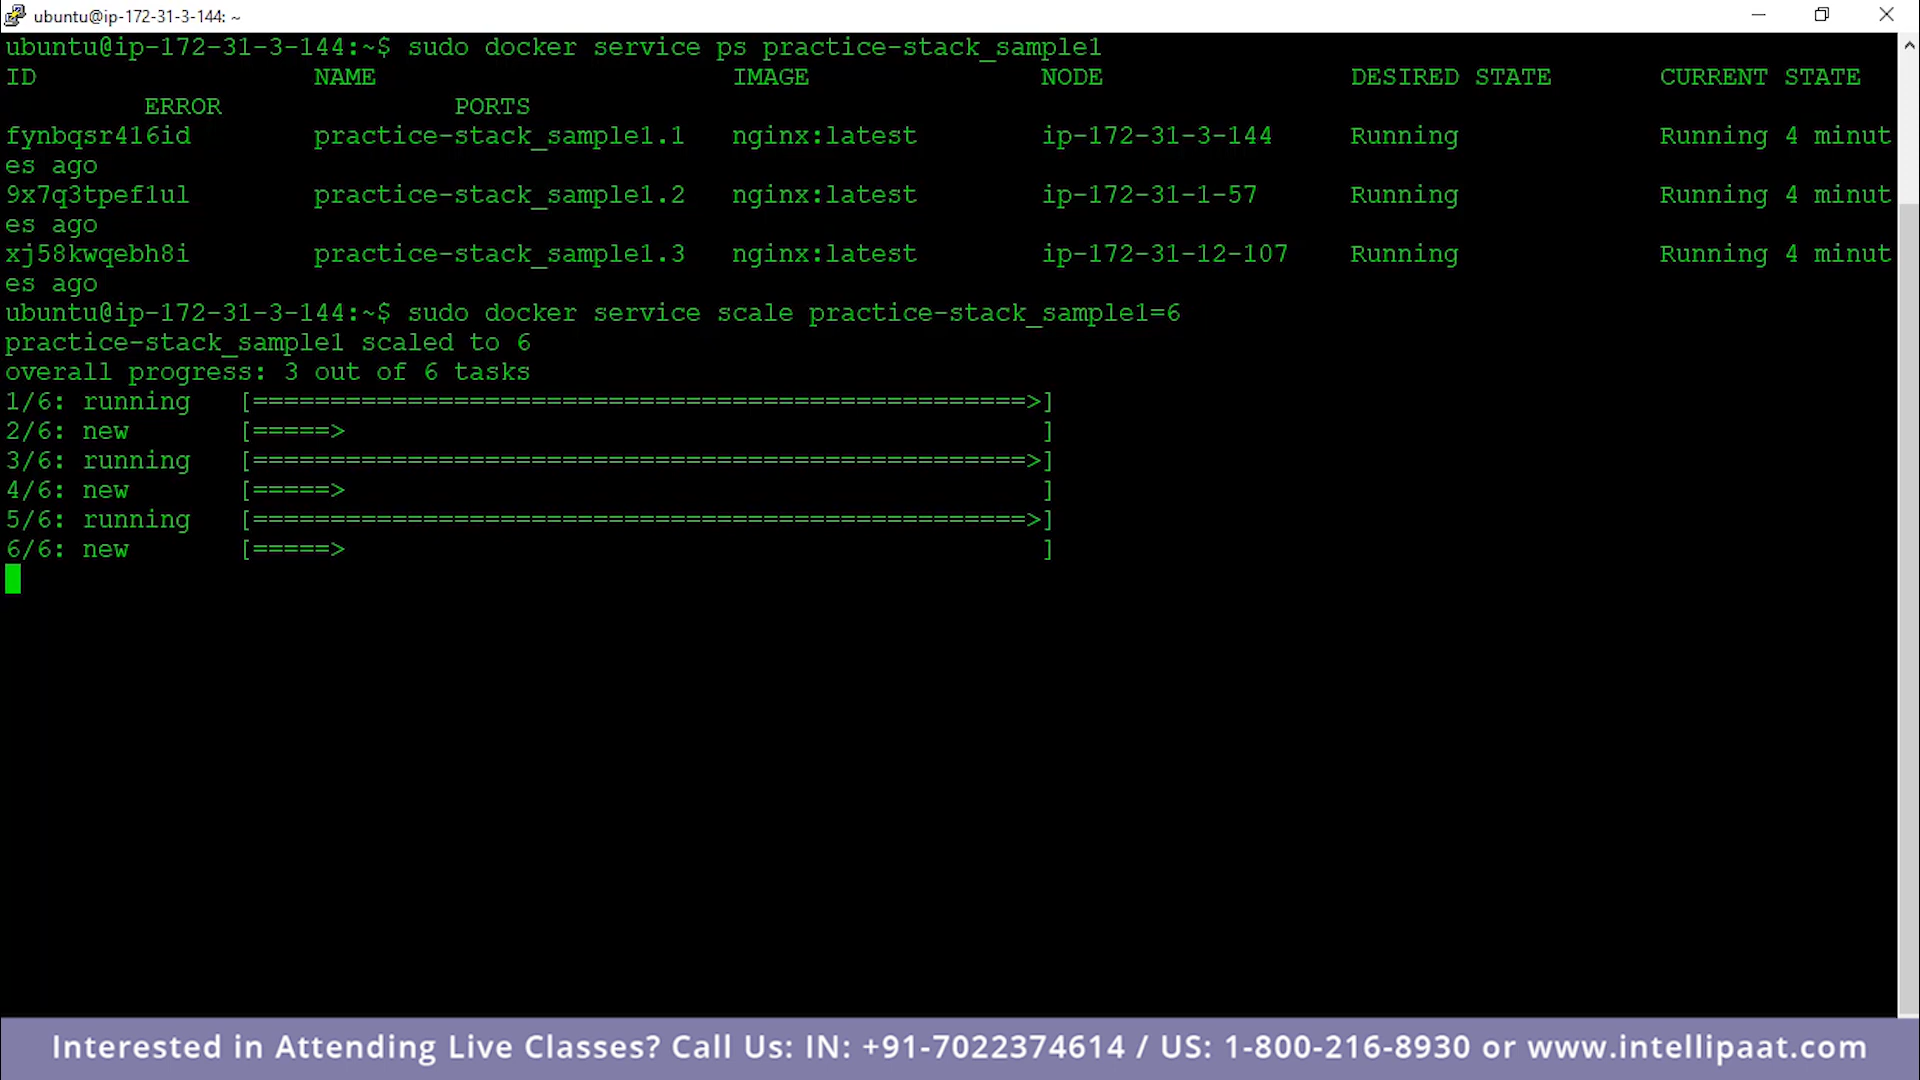 ubuntu@ip-172-31-3-144: ~
ubuntu@ip-172-31-3-144:~$ sudo docker service ps practice-stack_sample1
ID NAME IMAGE NODE DESIRED STATE CURRENT STATE
ERROR PORTS
fynbqsr416id practice-stack_sample1.1 nginx:latest ip-172-31-3-144 Running Running 4 minut
es ago
9x7q3tpef1ul practice-stack_sample1.2 nginx:latest ip-172-31-1-57 Running Running 4 minut
es ago
xj58kwqebh8i practice-stack_sample1.3 nginx:latest ip-172-31-12-107 Running Running 4 minut
es ago
ubuntu@ip-172-31-3-144:~$ sudo docker service scale practice-stack_sample1=6
practice-stack_sample1 scaled to 6
overall progress: 3 out of 6 tasks
1/6: running [==================================================>]
2/6: new [=====> ]
3/6: running [==================================================>]
4/6: new [=====> ]
5/6: running [==================================================>]
6/6: new [=====> ]
Interested in Attending Live Classes? Call Us: IN: +91-7022374614 / US: 1-800-216-8930 or www.intellipaat.com